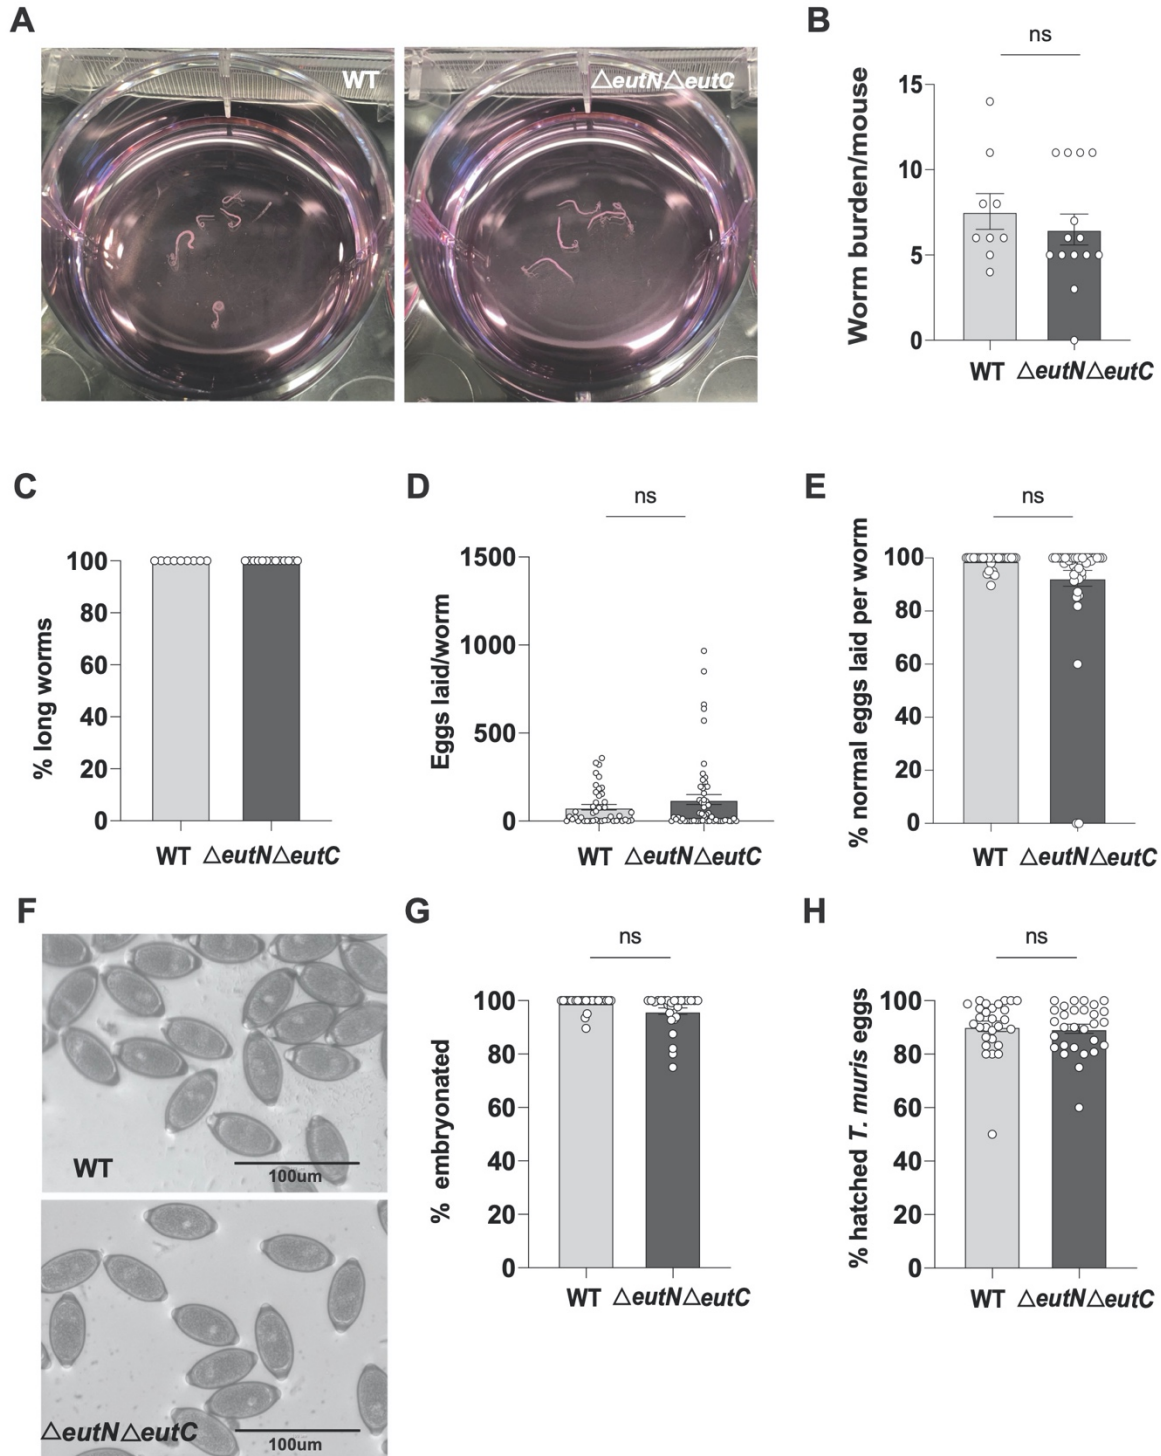 A
WT
△eutN△eutC
B
ns
Worm burden/mouse
15
10
5
0
WT △eutN△eutC
C
% long worms
100
80
60
40
20
0
WT △eutN△eutC
D
ns
Eggs laid/worm
1500
1000
500
0
WT △eutN△eutC
E
ns
% normal eggs laid per worm
100
80
60
40
20
0
WT △eutN△eutC
F
WT
100um
△eutN△eutC
100um
G
ns
% embryonated
100
80
60
40
20
0
WT △eutN△eutC
H
ns
% hatched T. muris eggs
100
80
60
40
20
0
WT △eutN△eutC